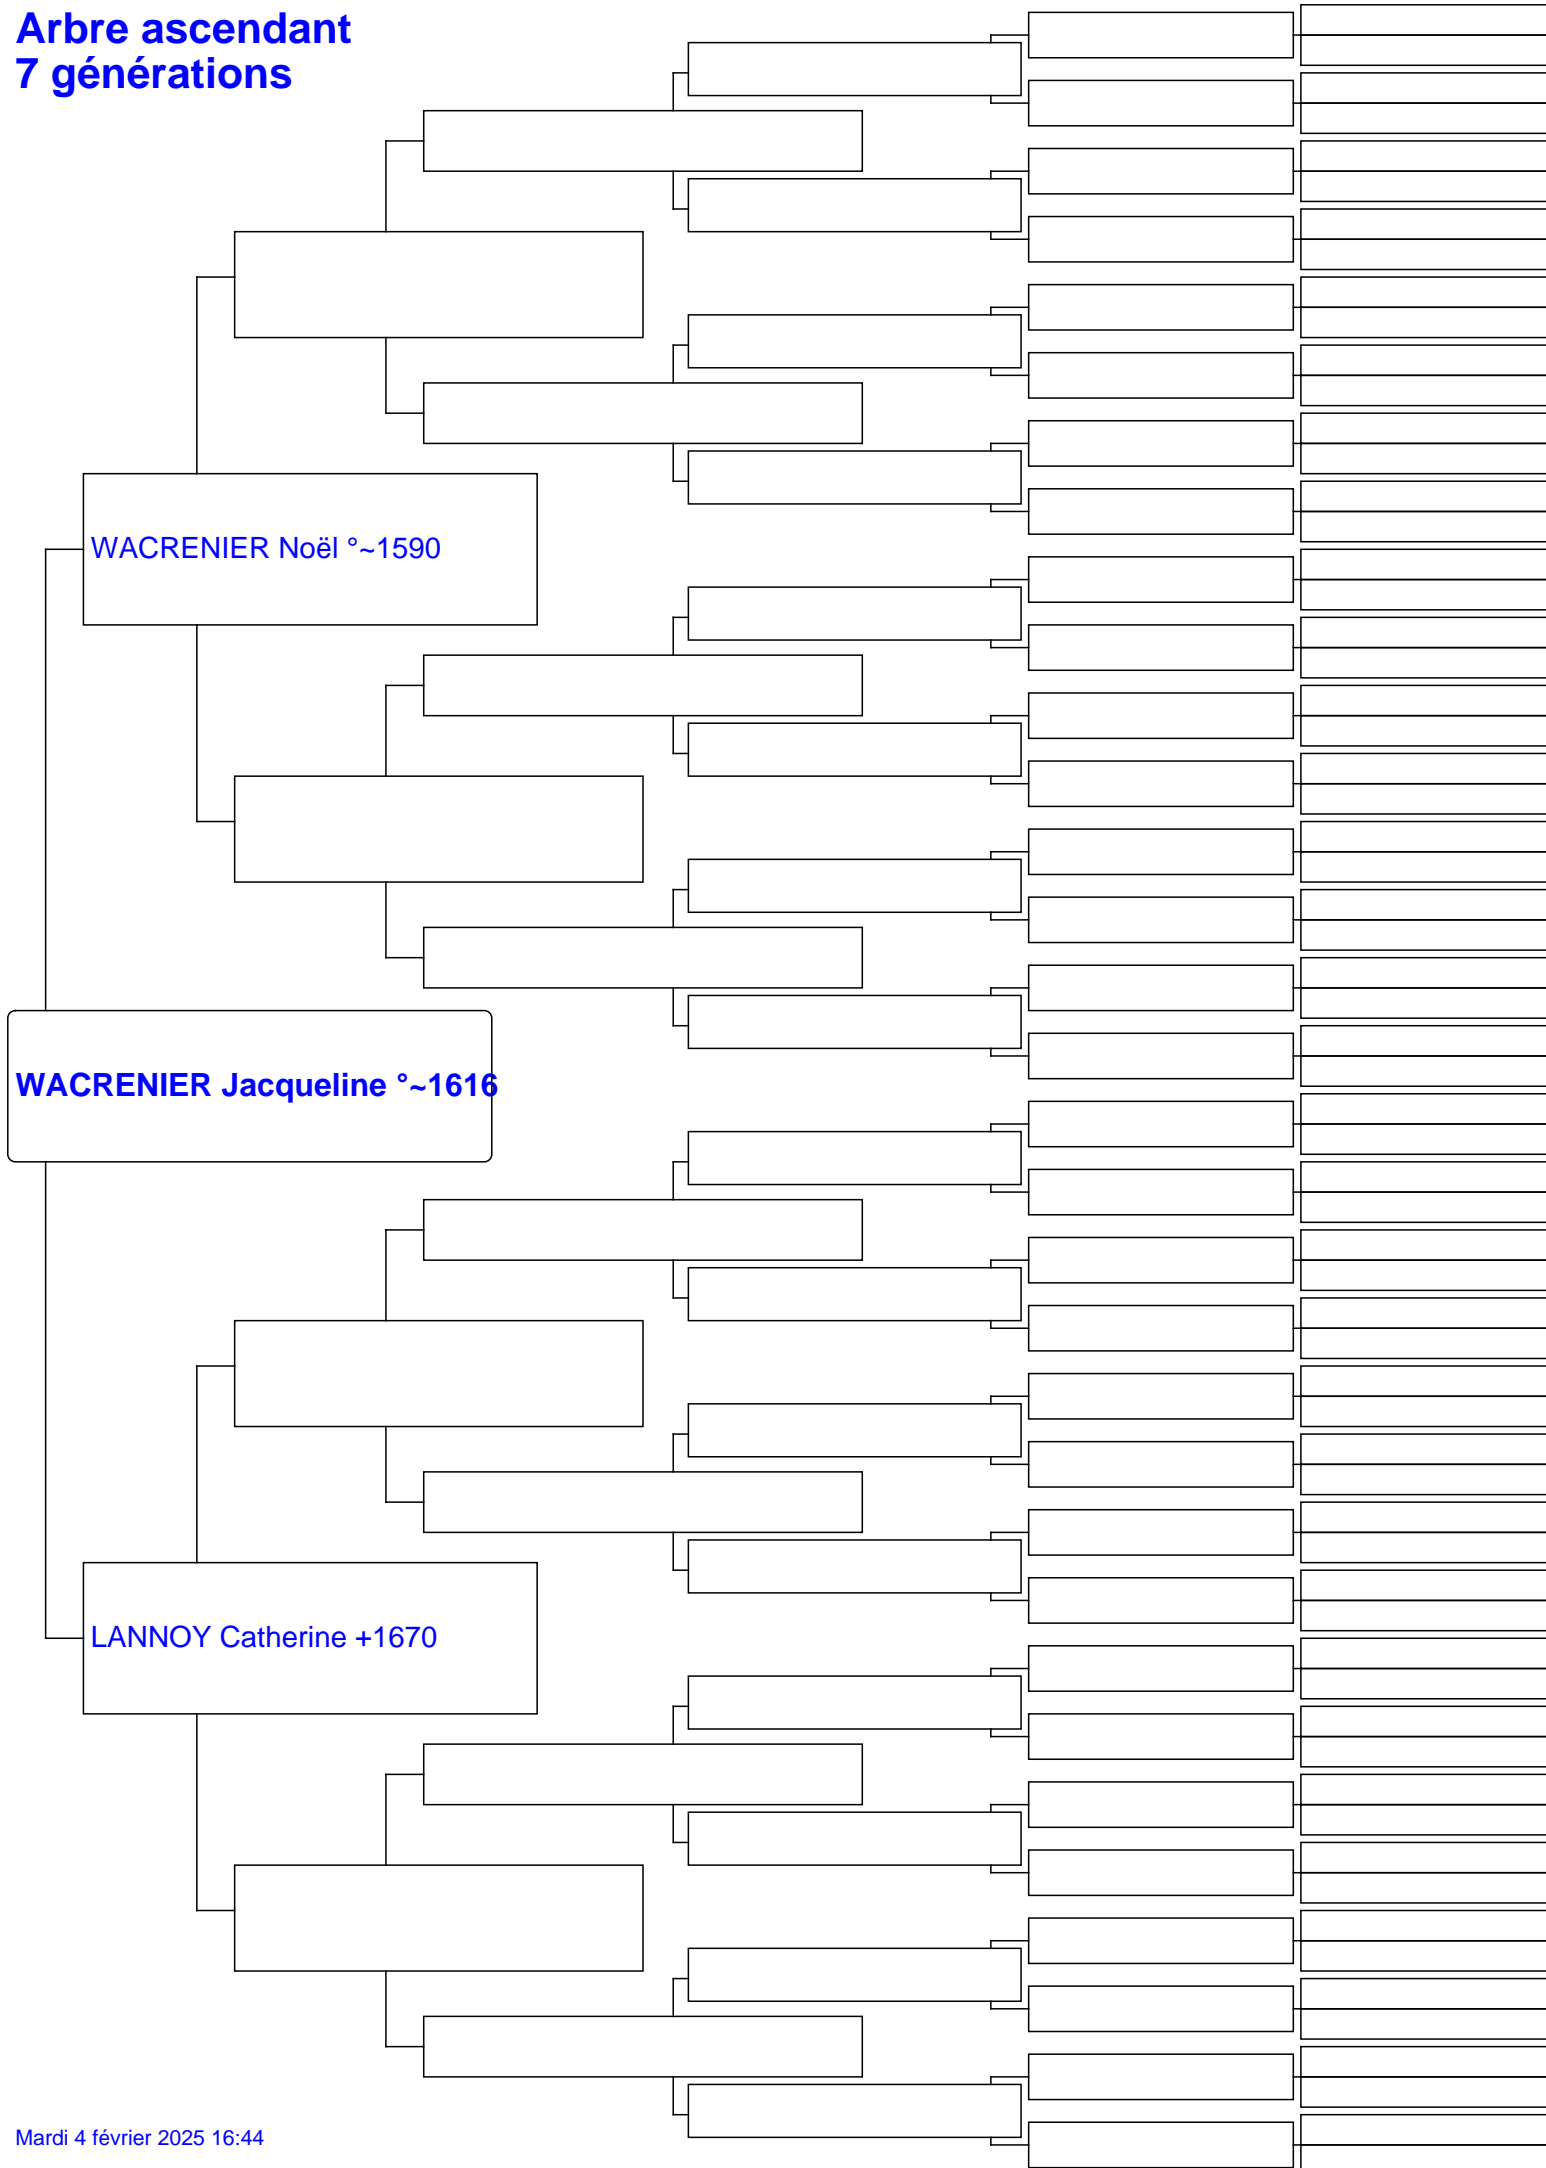 Arbre ascendant
7 générations
WACRENIER Noël °~1590
WACRENIER Jacqueline °~1616
LANNOY Catherine +1670
Mardi 4 février 2025 16:44